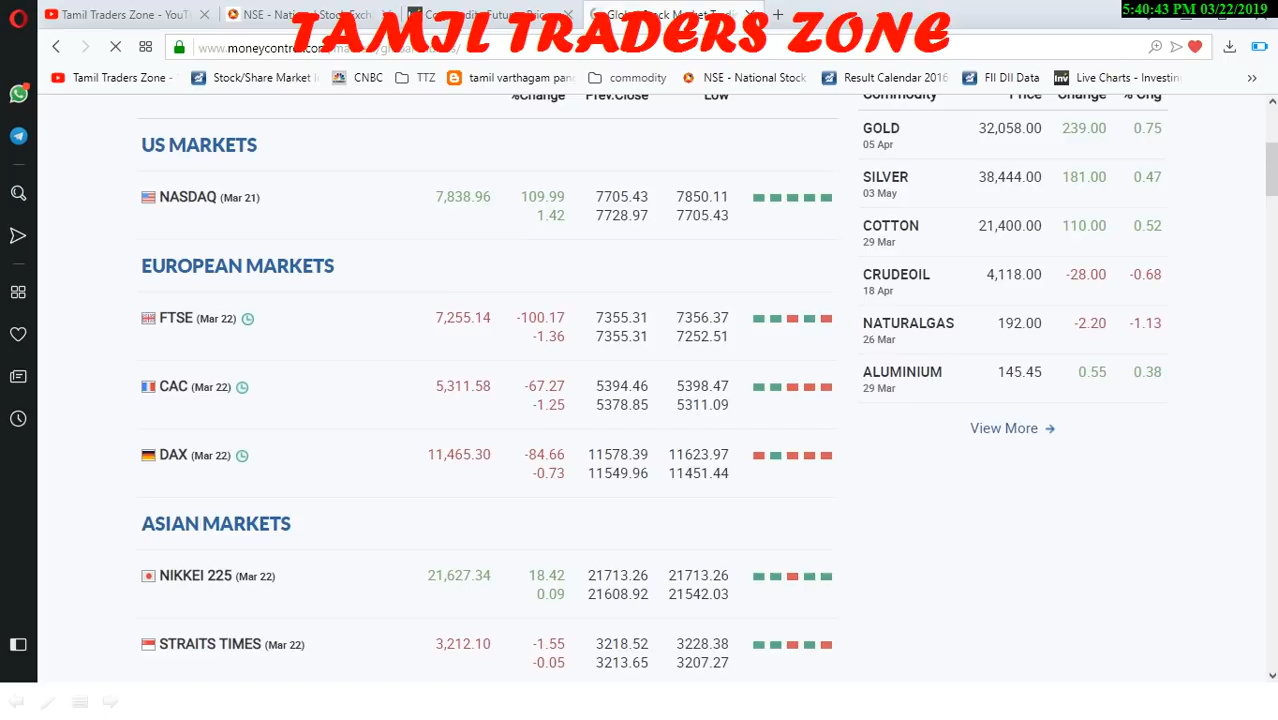 Tamil Traders Zone - YouT
NSE - National Stock Exch
Commodity Futures Price
Global Stock Market Tradi
5:40:43 PM 03/22/2019
TAMIL TRADERS ZONE
www.moneycontrol.com
Tamil Traders Zone -
Stock/Share Market I
CNBC
TTZ
tamil varthagam pang
commodity
NSE - National Stock
Result Calendar 2016
FII DII Data
Live Charts - Investin
%Change Prev.Close Low
Commodity Price Change % Chg
US MARKETS
NASDAQ (Mar 21) 7,838.96 109.99 7705.43 7850.11
1.42 7728.97 7705.43
EUROPEAN MARKETS
FTSE (Mar 22) 7,255.14 -100.17 7355.31 7356.37
-1.36 7355.31 7252.51
CAC (Mar 22) 5,311.58 -67.27 5394.46 5398.47
-1.25 5378.85 5311.09
DAX (Mar 22) 11,465.30 -84.66 11578.39 11623.97
-0.73 11549.96 11451.44
ASIAN MARKETS
NIKKEI 225 (Mar 22) 21,627.34 18.42 21713.26 21713.26
0.09 21608.92 21542.03
STRAITS TIMES (Mar 22) 3,212.10 -1.55 3218.52 3228.38
-0.05 3213.65 3207.27
GOLD 32,058.00 239.00 0.75
05 Apr
SILVER 38,444.00 181.00 0.47
03 May
COTTON 21,400.00 110.00 0.52
29 Mar
CRUDEOIL 4,118.00 -28.00 -0.68
18 Apr
NATURALGAS 192.00 -2.20 -1.13
26 Mar
ALUMINIUM 145.45 0.55 0.38
29 Mar
View More